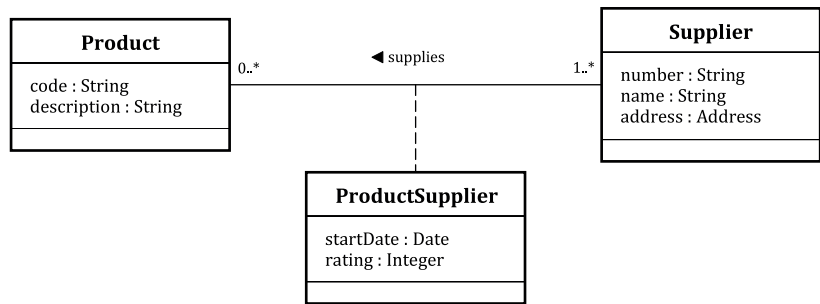 Product
code : String
description : String
0..*
◄ supplies
1..*
Supplier
number : String
name : String
address : Address
ProductSupplier
startDate : Date
rating : Integer